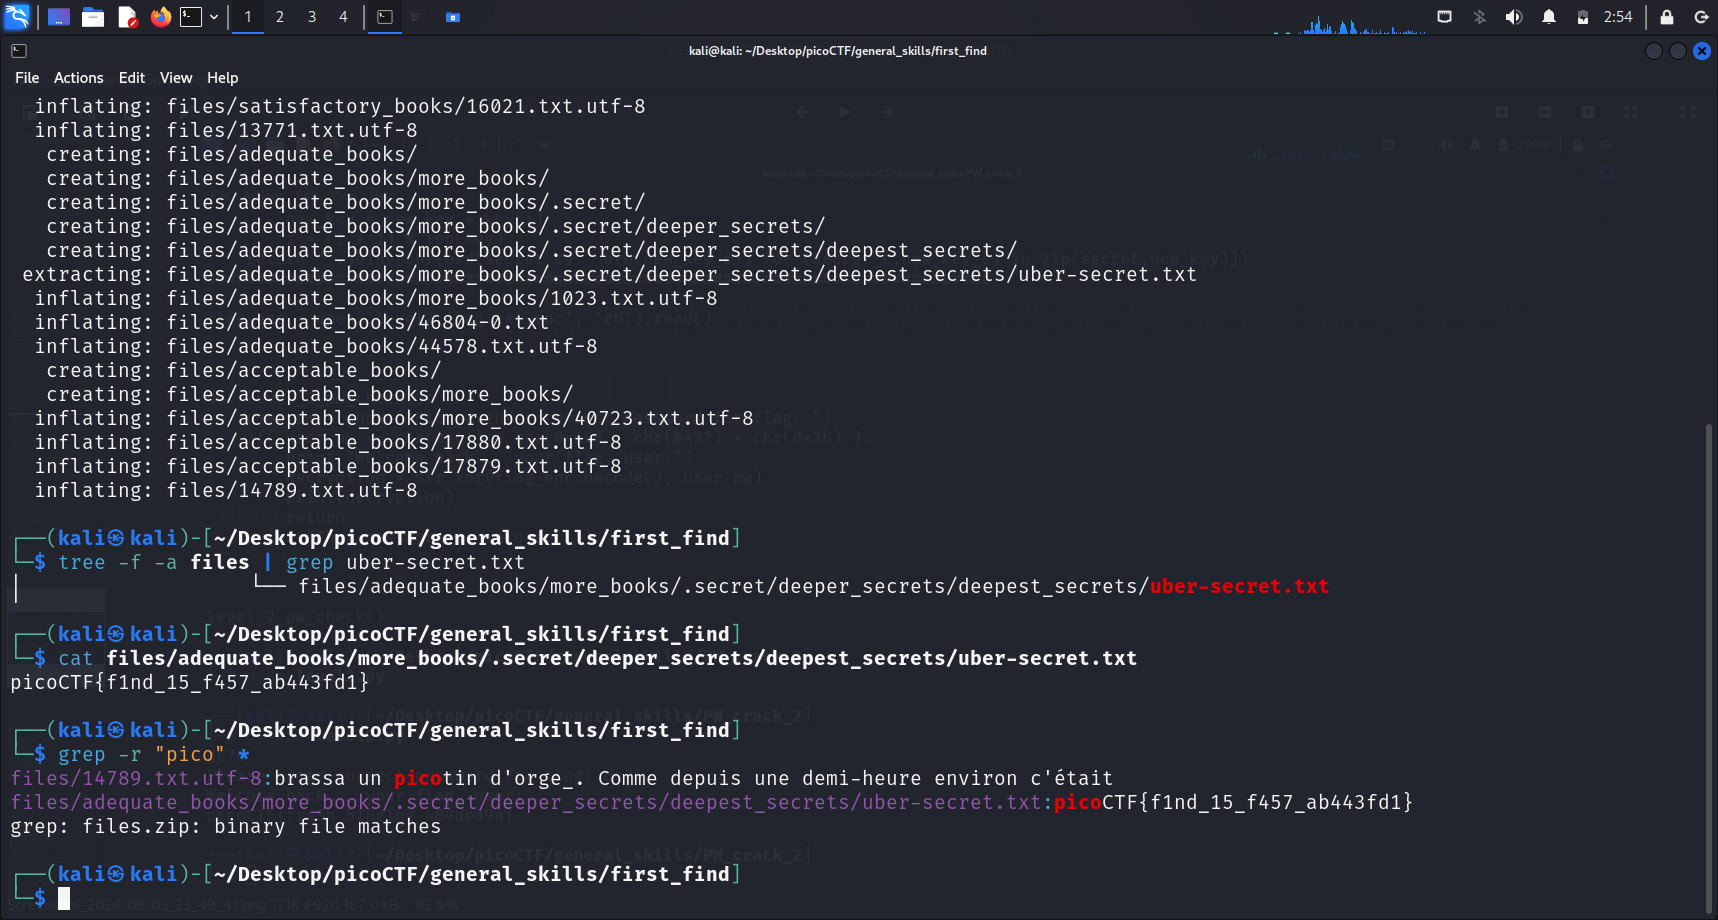 1 2 3 4 2:54
kali@kali: ~/Desktop/picoCTF/general_skills/first_find
File Actions Edit View Help
inflating: files/satisfactory_books/16021.txt.utf-8
inflating: files/13771.txt.utf-8
creating: files/adequate_books/
creating: files/adequate_books/more_books/
creating: files/adequate_books/more_books/.secret/
creating: files/adequate_books/more_books/.secret/deeper_secrets/
creating: files/adequate_books/more_books/.secret/deeper_secrets/deepest_secrets/
extracting: files/adequate_books/more_books/.secret/deeper_secrets/deepest_secrets/uber-secret.txt
inflating: files/adequate_books/more_books/1023.txt.utf-8
inflating: files/adequate_books/46804-0.txt
inflating: files/adequate_books/44578.txt.utf-8
creating: files/acceptable_books/
creating: files/acceptable_books/more_books/
inflating: files/acceptable_books/more_books/40723.txt.utf-8
inflating: files/acceptable_books/17880.txt.utf-8
inflating: files/acceptable_books/17879.txt.utf-8
inflating: files/14789.txt.utf-8
┌──(kali㉿kali)-[~/Desktop/picoCTF/general_skills/first_find]
└─$ tree -f -a files | grep uber-secret.txt
│                   └── files/adequate_books/more_books/.secret/deeper_secrets/deepest_secrets/uber-secret.txt
┌──(kali㉿kali)-[~/Desktop/picoCTF/general_skills/first_find]
└─$ cat files/adequate_books/more_books/.secret/deeper_secrets/deepest_secrets/uber-secret.txt
picoCTF{f1nd_15_f457_ab443fd1}
┌──(kali㉿kali)-[~/Desktop/picoCTF/general_skills/first_find]
└─$ grep -r "pico" *
files/14789.txt.utf-8:brassa un picotin d'orge_. Comme depuis une demi-heure environ c'était
files/adequate_books/more_books/.secret/deeper_secrets/deepest_secrets/uber-secret.txt:picoCTF{f1nd_15_f457_ab443fd1}
grep: files.zip: binary file matches
┌──(kali㉿kali)-[~/Desktop/picoCTF/general_skills/first_find]
└─$